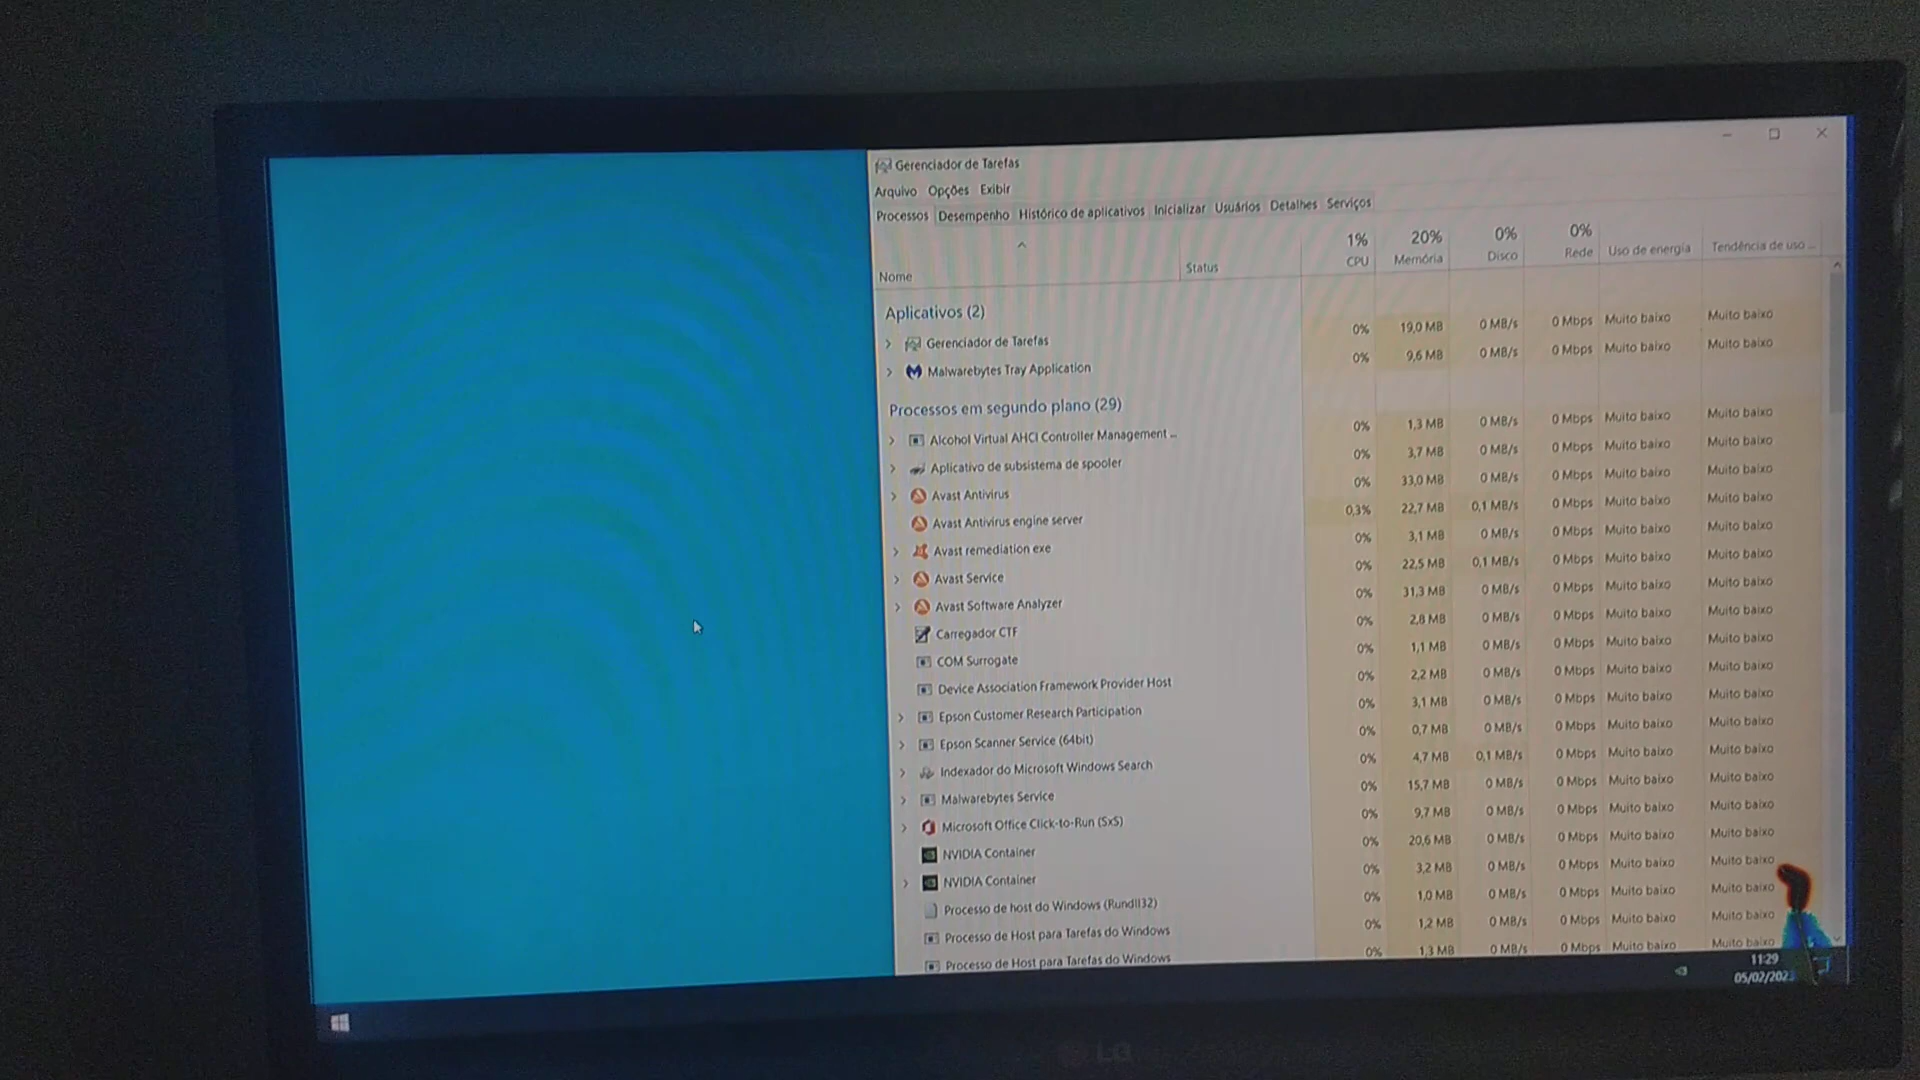 Gerenciador de Tarefas
Arquivo Opções Exibir
Processos Desempenho Histórico de aplicativos Inicializar Usuários Detalhes Serviços
1% 20% 0% 0%
Nome Status CPU Memória Disco Rede Uso de energia Tendência de uso ...
Aplicativos (2)
Gerenciador de Tarefas 0% 19,0 MB 0 MB/s 0 Mbps Muito baixo Muito baixo
Malwarebytes Tray Application 0% 9,6 MB 0 MB/s 0 Mbps Muito baixo Muito baixo
Processos em segundo plano (29)
Alcohol Virtual AHCI Controller Management ... 0% 1,3 MB 0 MB/s 0 Mbps Muito baixo Muito baixo
Aplicativo de subsistema de spooler 0% 3,7 MB 0 MB/s 0 Mbps Muito baixo Muito baixo
Avast Antivirus 0% 33,0 MB 0 MB/s 0 Mbps Muito baixo Muito baixo
Avast Antivirus engine server 0,3% 22,7 MB 0,1 MB/s 0 Mbps Muito baixo Muito baixo
Avast remediation exe 0% 3,1 MB 0 MB/s 0 Mbps Muito baixo Muito baixo
Avast Service 0% 22,5 MB 0,1 MB/s 0 Mbps Muito baixo Muito baixo
Avast Software Analyzer 0% 31,3 MB 0 MB/s 0 Mbps Muito baixo Muito baixo
Carregador CTF 0% 2,8 MB 0 MB/s 0 Mbps Muito baixo Muito baixo
COM Surrogate 0% 1,1 MB 0 MB/s 0 Mbps Muito baixo Muito baixo
Device Association Framework Provider Host 0% 2,2 MB 0 MB/s 0 Mbps Muito baixo Muito baixo
Epson Customer Research Participation 0% 3,1 MB 0 MB/s 0 Mbps Muito baixo Muito baixo
Epson Scanner Service (64bit) 0% 0,7 MB 0 MB/s 0 Mbps Muito baixo Muito baixo
Indexador do Microsoft Windows Search 0% 4,7 MB 0,1 MB/s 0 Mbps Muito baixo Muito baixo
Malwarebytes Service 0% 15,7 MB 0 MB/s 0 Mbps Muito baixo Muito baixo
Microsoft Office Click-to-Run (SxS) 0% 9,7 MB 0 MB/s 0 Mbps Muito baixo Muito baixo
NVIDIA Container 0% 20,6 MB 0 MB/s 0 Mbps Muito baixo Muito baixo
NVIDIA Container 0% 3,2 MB 0 MB/s 0 Mbps Muito baixo Muito baixo
Processo de host do Windows (Rundll32) 0% 1,0 MB 0 MB/s 0 Mbps Muito baixo Muito baixo
Processo de Host para Tarefas do Windows 0% 1,2 MB 0 MB/s 0 Mbps Muito baixo Muito baixo
Processo de Host para Tarefas do Windows 0% 1,3 MB 0 MB/s 0 Mbps Muito baixo Muito baixo
11:29
LG